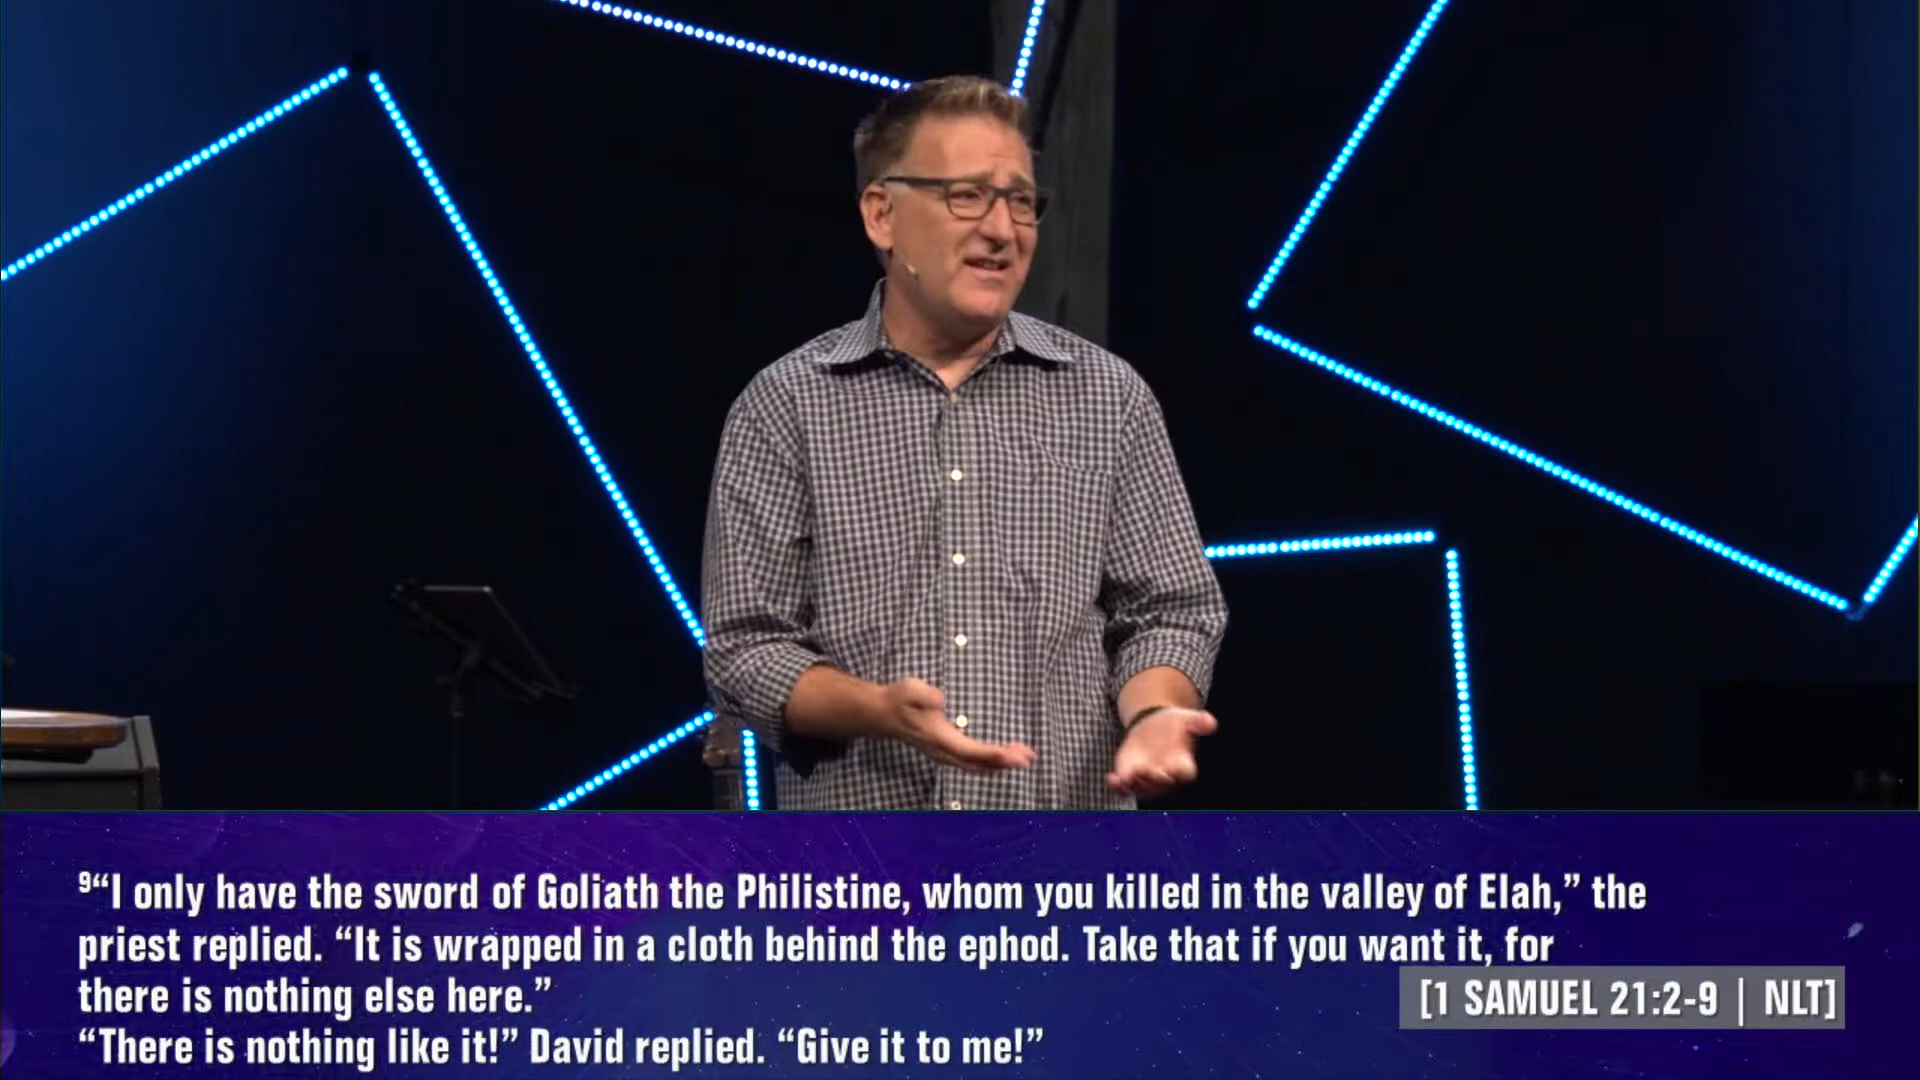 ⁹“I only have the sword of Goliath the Philistine, whom you killed in the valley of Elah,” the
priest replied. “It is wrapped in a cloth behind the ephod. Take that if you want it, for
there is nothing else here.”
[1 SAMUEL 21:2-9 | NLT]
“There is nothing like it!” David replied. “Give it to me!”